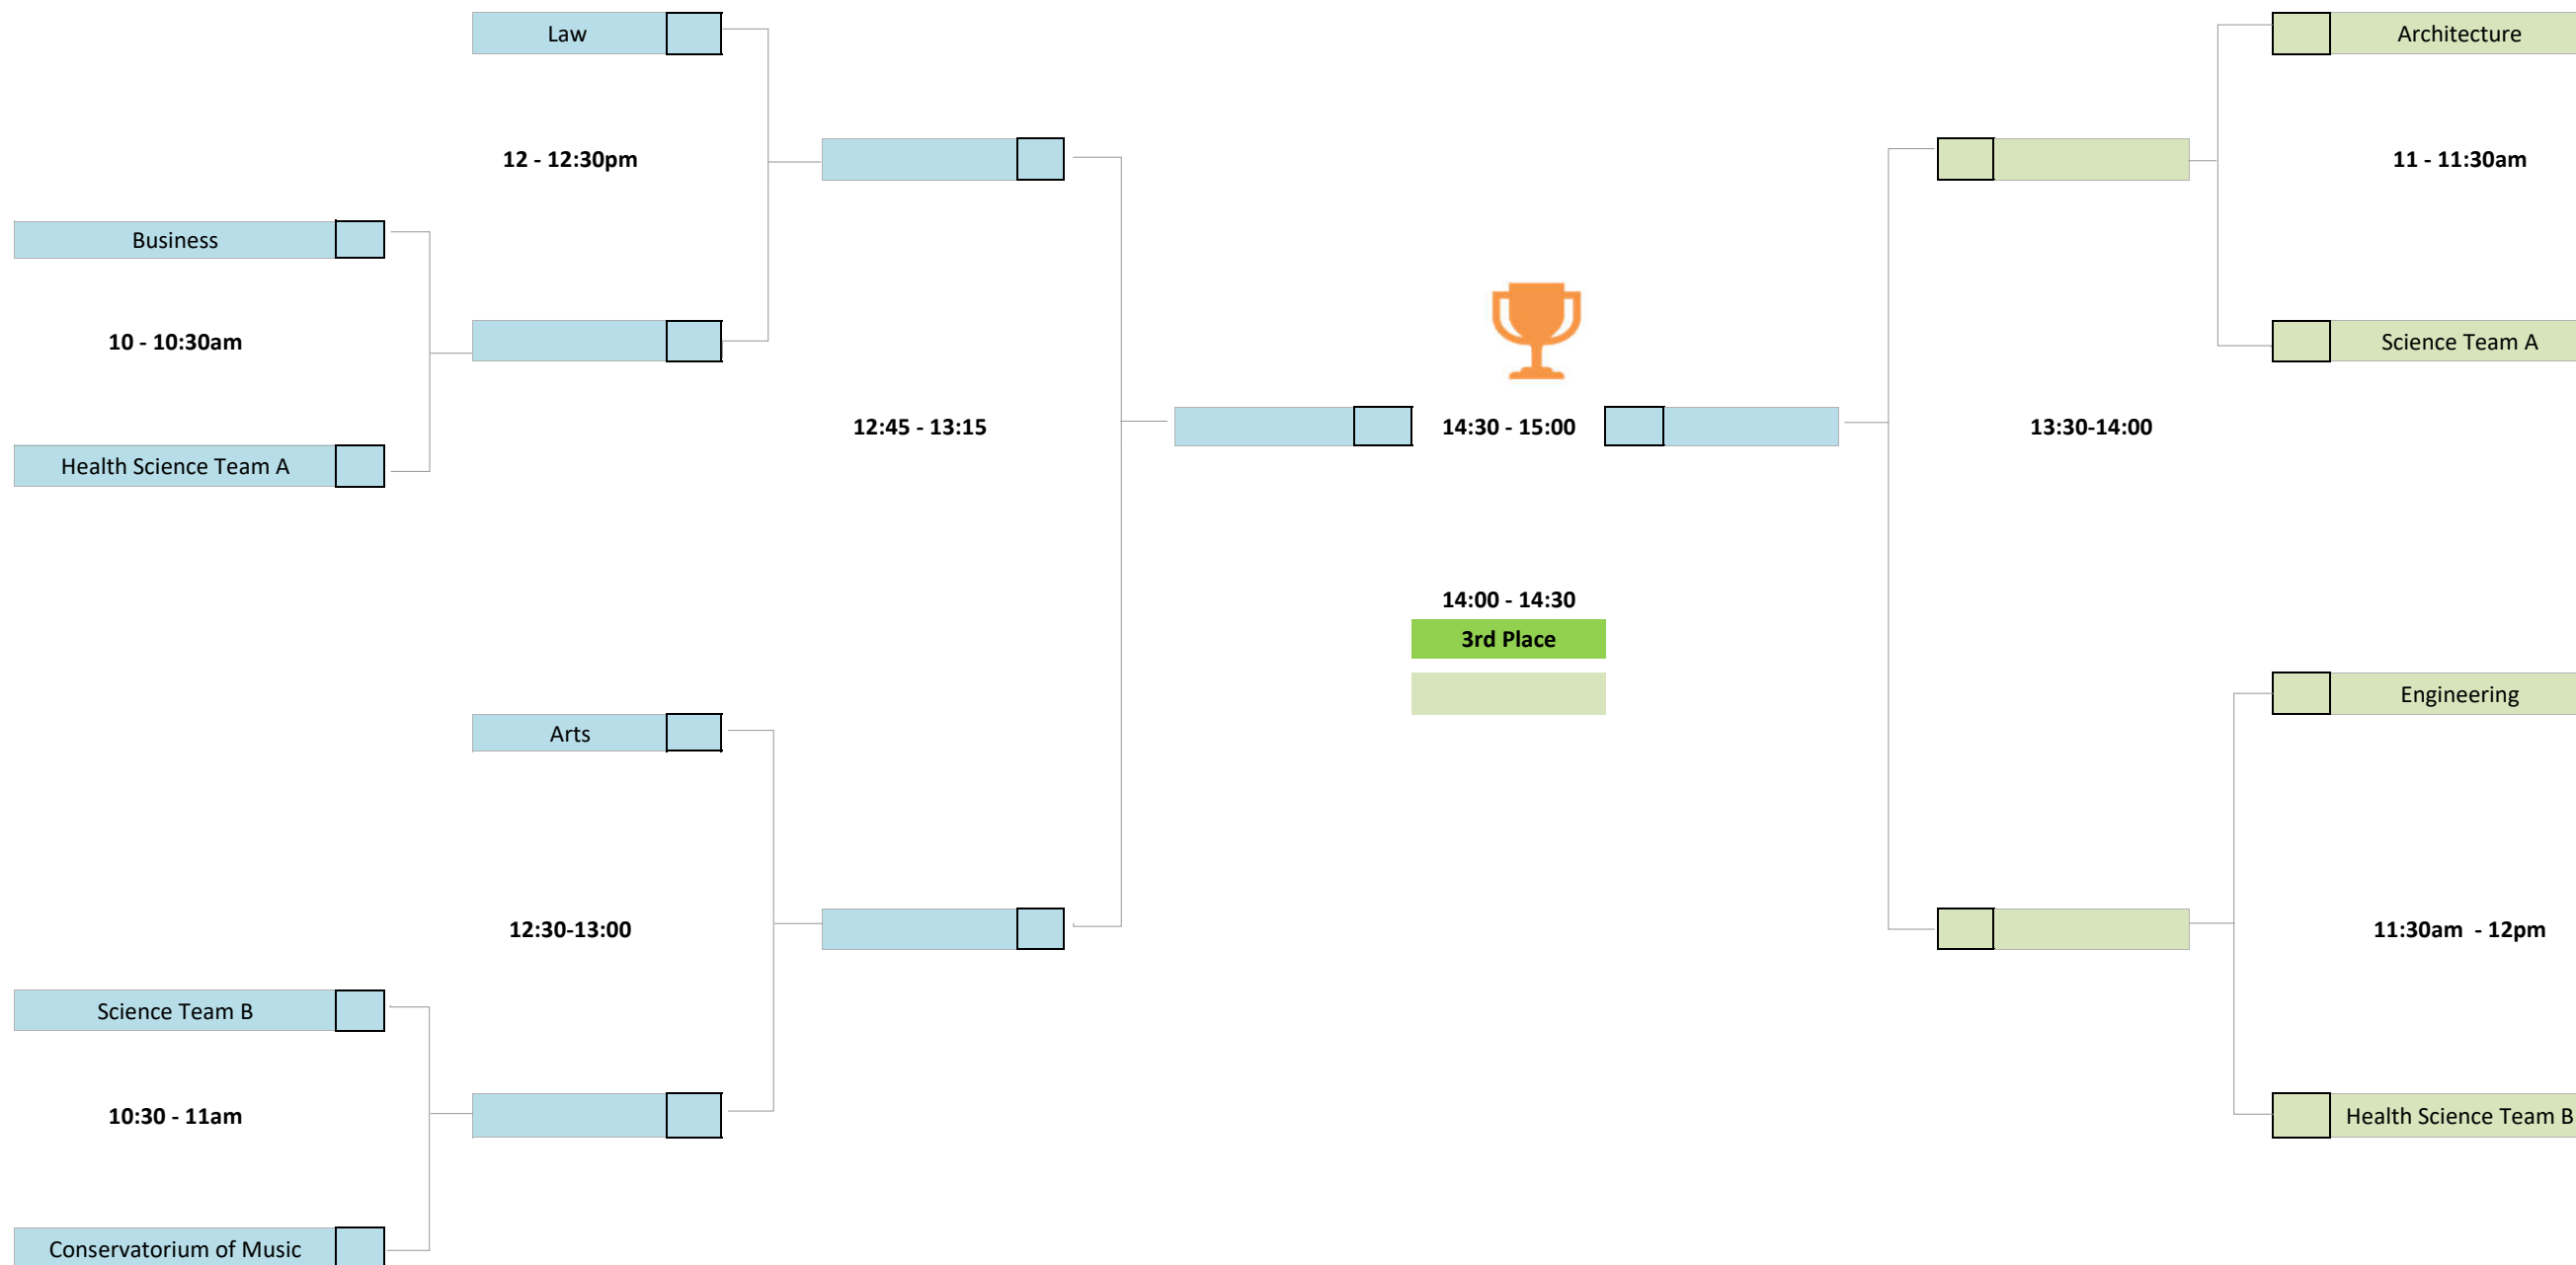 Law
Architecture
12 - 12:30pm
11 - 11:30am
Business
10 - 10:30am
Science Team A
12:45 - 13:15
14:30 - 15:00
13:30-14:00
Health Science Team A
14:00 - 14:30
3rd Place
Engineering
Arts
12:30-13:00
11:30am  - 12pm
Science Team B
10:30 - 11am
Health Science Team B
Conservatorium of Music